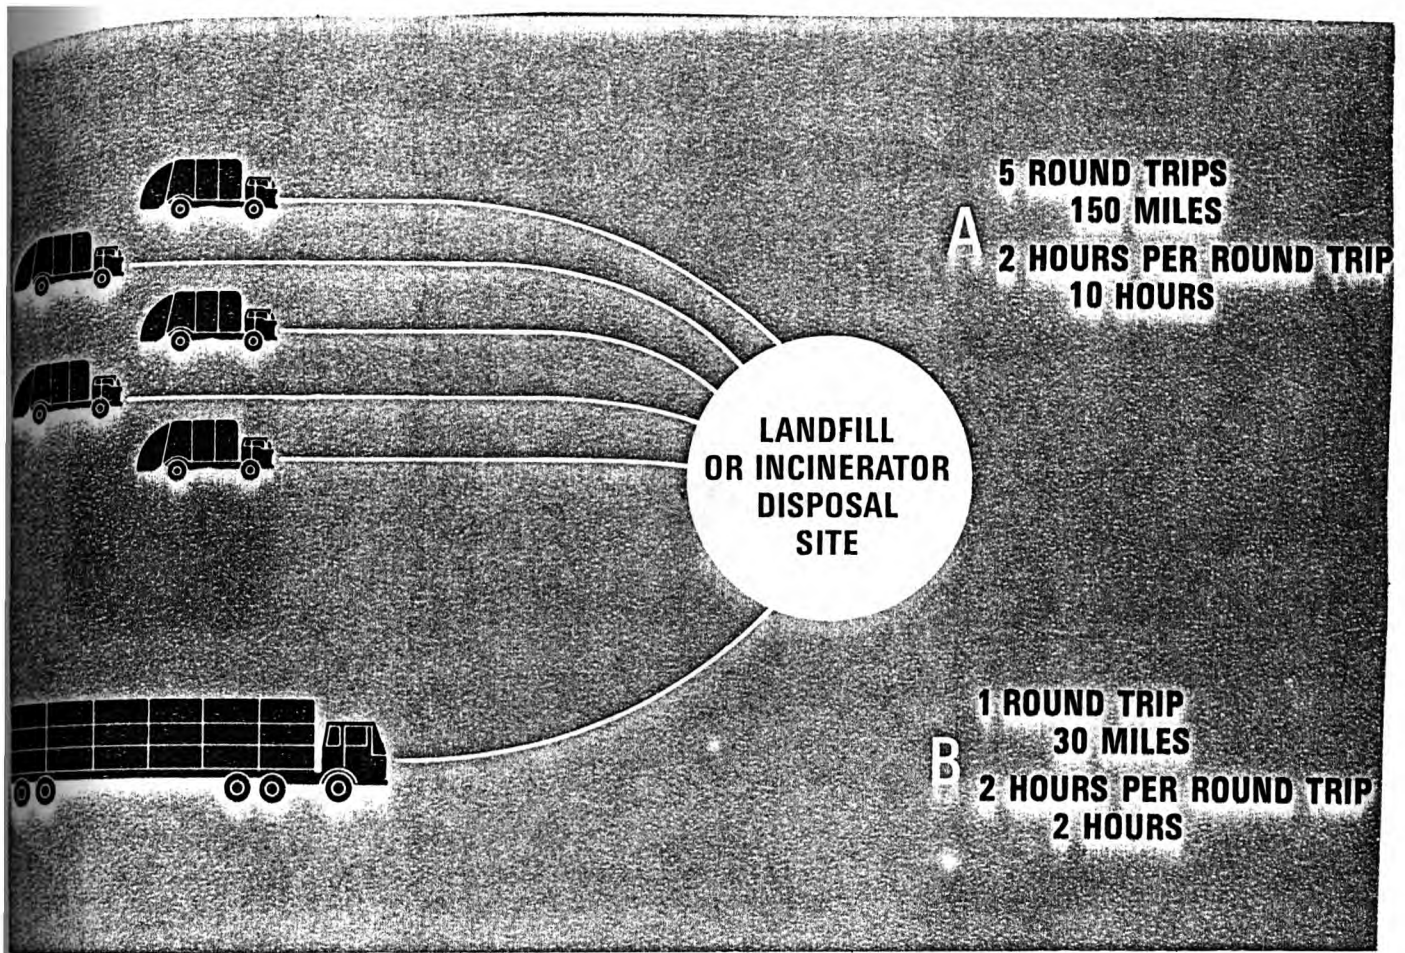 5 ROUND TRIPS
150 MILES
A
2 HOURS PER ROUND TRIP
10 HOURS
LANDFILL
OR INCINERATOR
DISPOSAL
SITE
1 ROUND TRIP
30 MILES
B
2 HOURS PER ROUND TRIP
2 HOURS